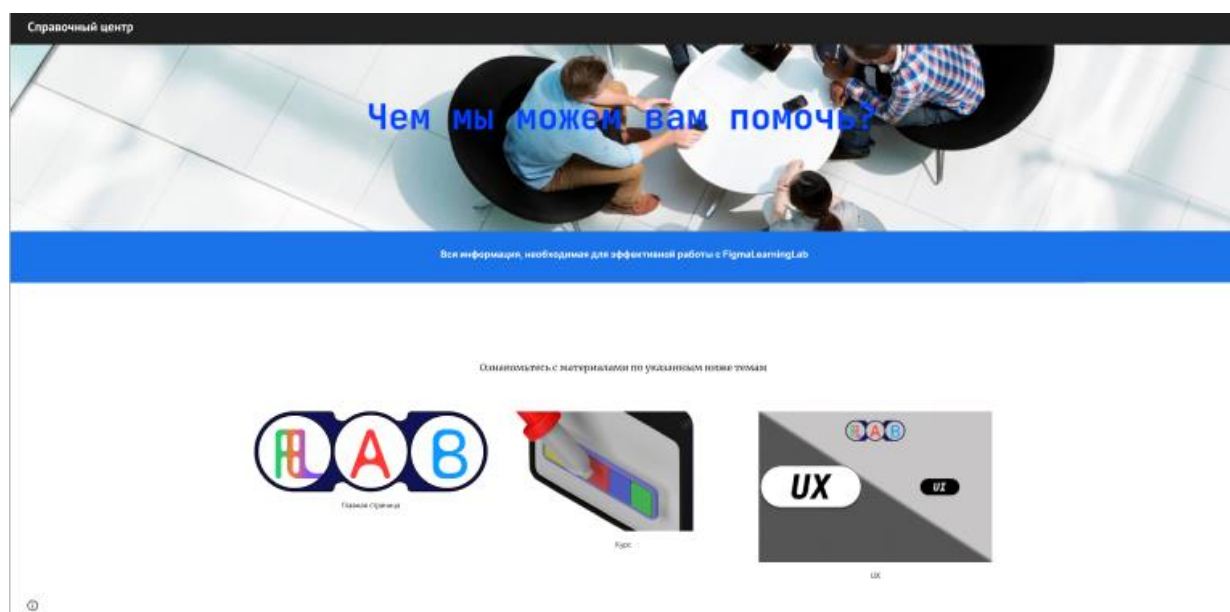 Справочный центр
Чем мы можем вам помочь?
Вся информация, необходимая для эффективной работы с FigmaLearningLab
Ознакомьтесь с материалами по указанным ниже темам
FLAB
LAB
UX
UI
Главная страница
Курс
UX